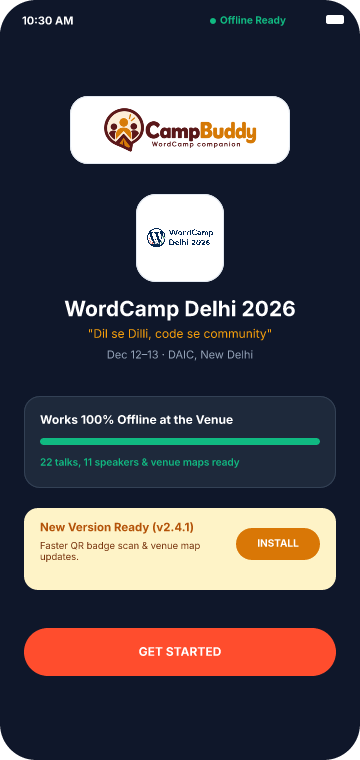 10:30 AM
Offline Ready
CampBuddy
WordCamp companion
WordCamp
Delhi 2026
WordCamp Delhi 2026
"Dil se Dilli, code se community"
Dec 12–13 · DAIC, New Delhi
Works 100% Offline at the Venue
22 talks, 11 speakers & venue maps ready
New Version Ready (v2.4.1)
Faster QR badge scan & venue map
updates.
INSTALL
GET STARTED